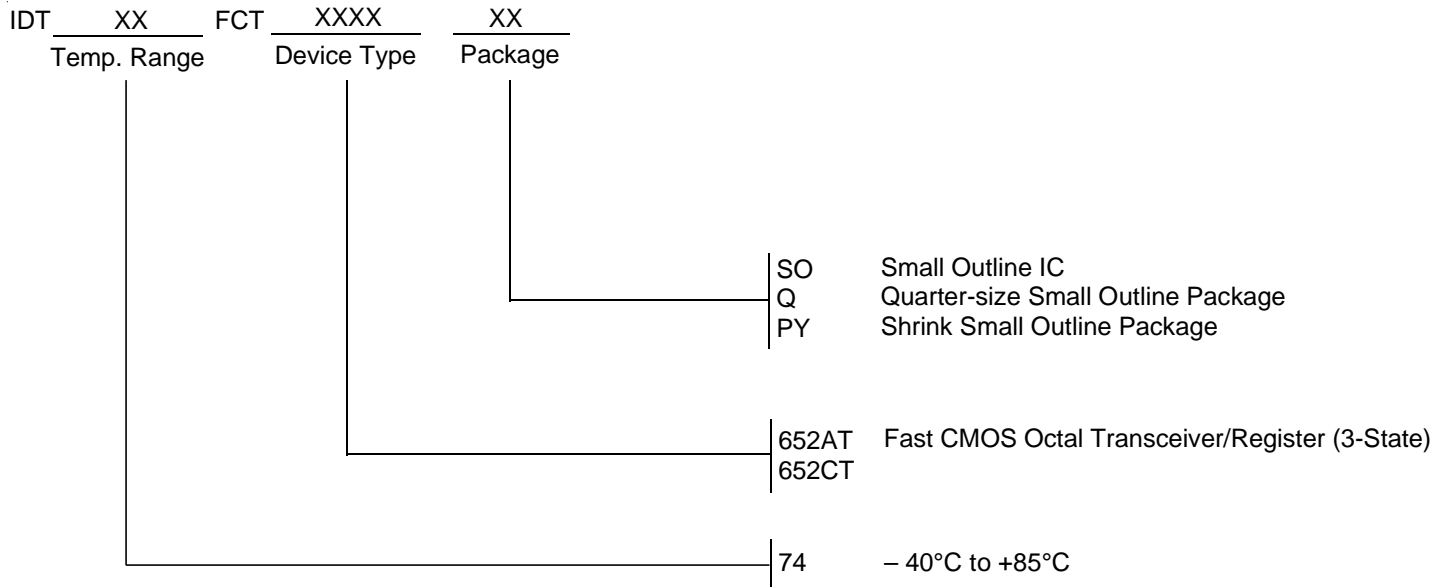 IDT XX FCT XXXX XX
Temp. Range Device Type Package
SO Small Outline IC
Q Quarter-size Small Outline Package
PY Shrink Small Outline Package
652AT Fast CMOS Octal Transceiver/Register (3-State)
652CT
74 – 40°C to +85°C